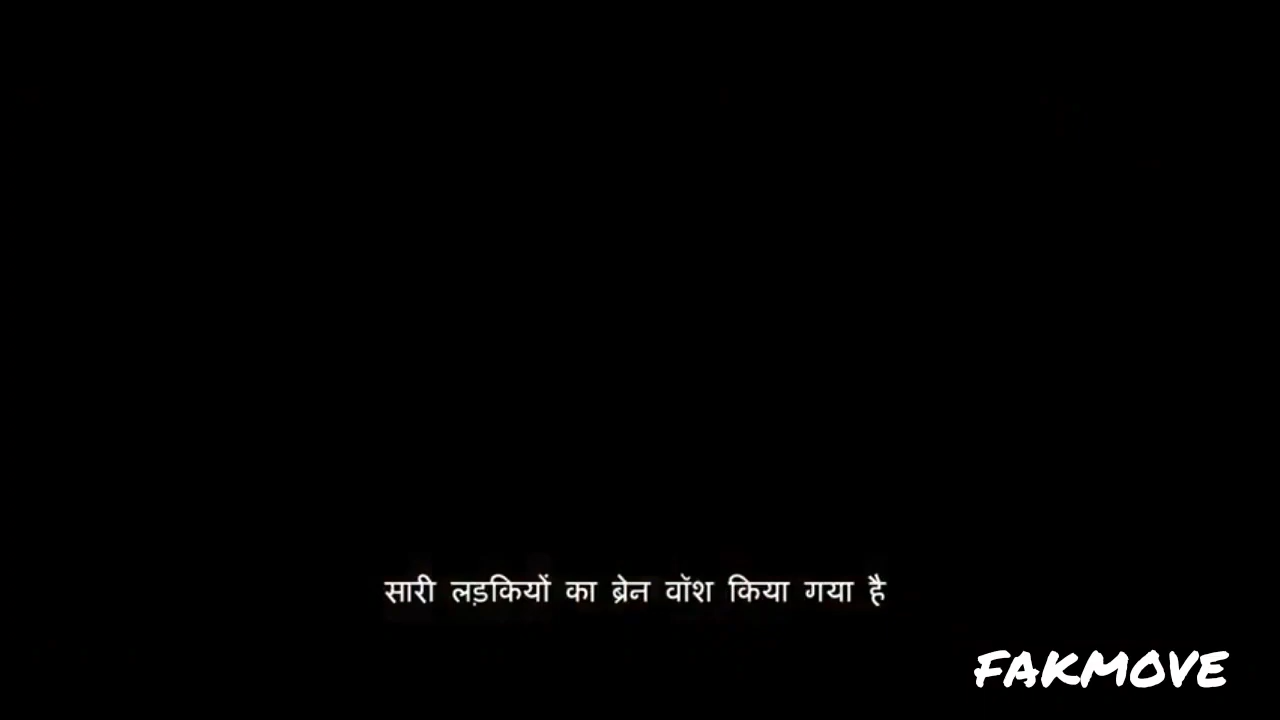 सारी लड़कियों का ब्रेन वॉश किया गया है
FAKMOVE